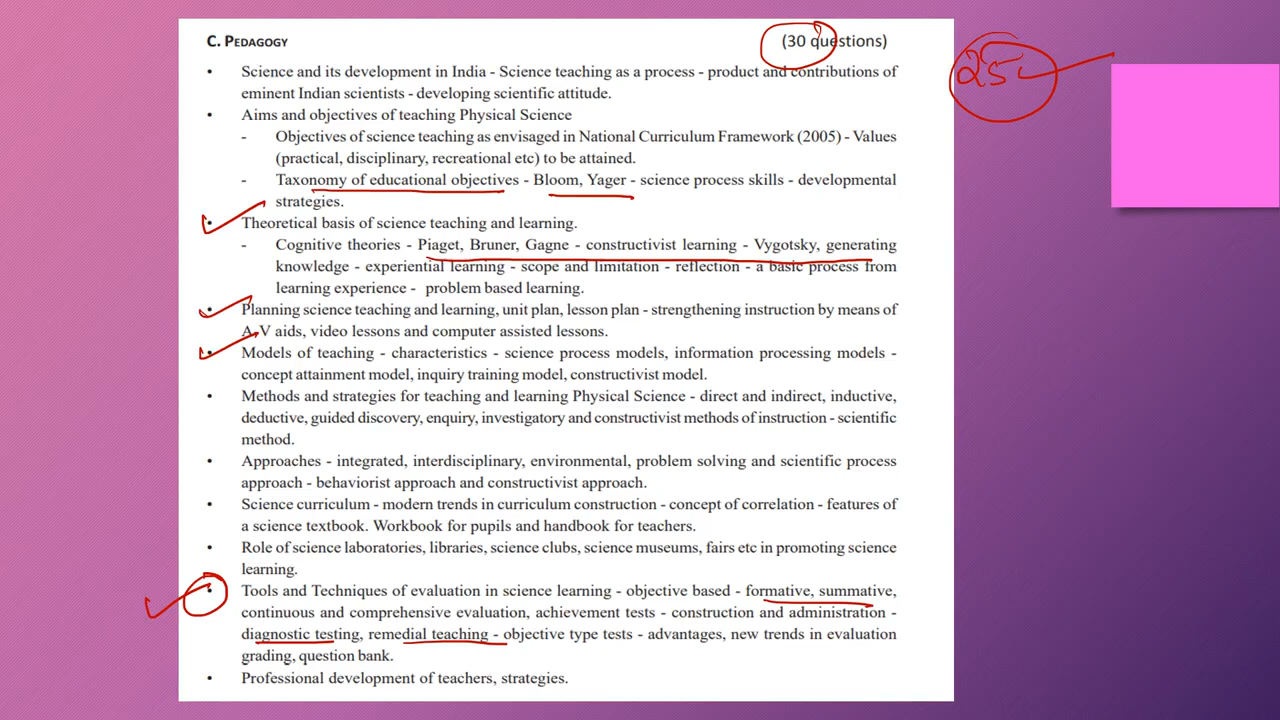 C. PEDAGOGY (30 questions)
25
• Science and its development in India - Science teaching as a process - product and contributions of
eminent Indian scientists - developing scientific attitude.
• Aims and objectives of teaching Physical Science
- Objectives of science teaching as envisaged in National Curriculum Framework (2005) - Values
(practical, disciplinary, recreational etc) to be attained.
- Taxonomy of educational objectives - Bloom, Yager - science process skills - developmental
strategies.
• Theoretical basis of science teaching and learning.
- Cognitive theories - Piaget, Bruner, Gagne - constructivist learning - Vygotsky, generating
knowledge - experiential learning - scope and limitation - reflection - a basic process from
learning experience - problem based learning.
• Planning science teaching and learning, unit plan, lesson plan - strengthening instruction by means of
A.V aids, video lessons and computer assisted lessons.
• Models of teaching - characteristics - science process models, information processing models -
concept attainment model, inquiry training model, constructivist model.
• Methods and strategies for teaching and learning Physical Science - direct and indirect, inductive,
deductive, guided discovery, enquiry, investigatory and constructivist methods of instruction - scientific
method.
• Approaches - integrated, interdisciplinary, environmental, problem solving and scientific process
approach - behaviorist approach and constructivist approach.
• Science curriculum - modern trends in curriculum construction - concept of correlation - features of
a science textbook. Workbook for pupils and handbook for teachers.
• Role of science laboratories, libraries, science clubs, science museums, fairs etc in promoting science
learning.
• Tools and Techniques of evaluation in science learning - objective based - formative, summative,
continuous and comprehensive evaluation, achievement tests - construction and administration -
diagnostic testing, remedial teaching - objective type tests - advantages, new trends in evaluation
grading, question bank.
• Professional development of teachers, strategies.